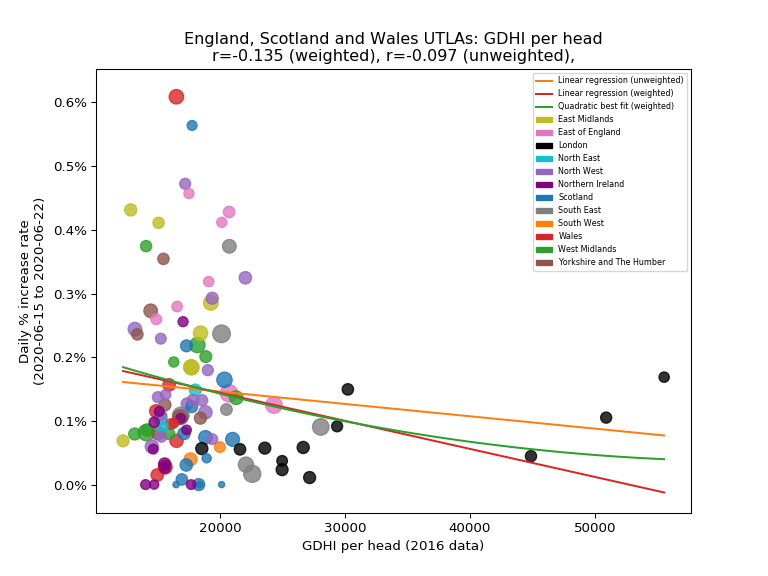 England, Scotland and Wales UTLAs: GDHI per head
r=-0.135 (weighted), r=-0.097 (unweighted),
Linear regression (unweighted)
Linear regression (weighted)
Quadratic best fit (weighted)
East Midlands
East of England
London
North East
North West
Northern Ireland
Scotland
South East
South West
Wales
West Midlands
Yorkshire and The Humber
Daily % increase rate
(2020-06-15 to 2020-06-22)
0.6%
0.5%
0.4%
0.3%
0.2%
0.1%
0.0%
20000
30000
40000
50000
GDHI per head (2016 data)